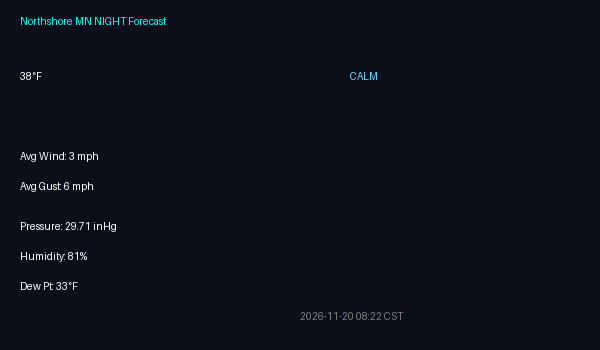 Northshore MN NIGHT Forecast
38°F
CALM
Avg Wind: 3 mph
Avg Gust: 6 mph
Pressure: 29.71 inHg
Humidity: 81%
Dew Pt: 33°F
2026-11-20 08:22 CST